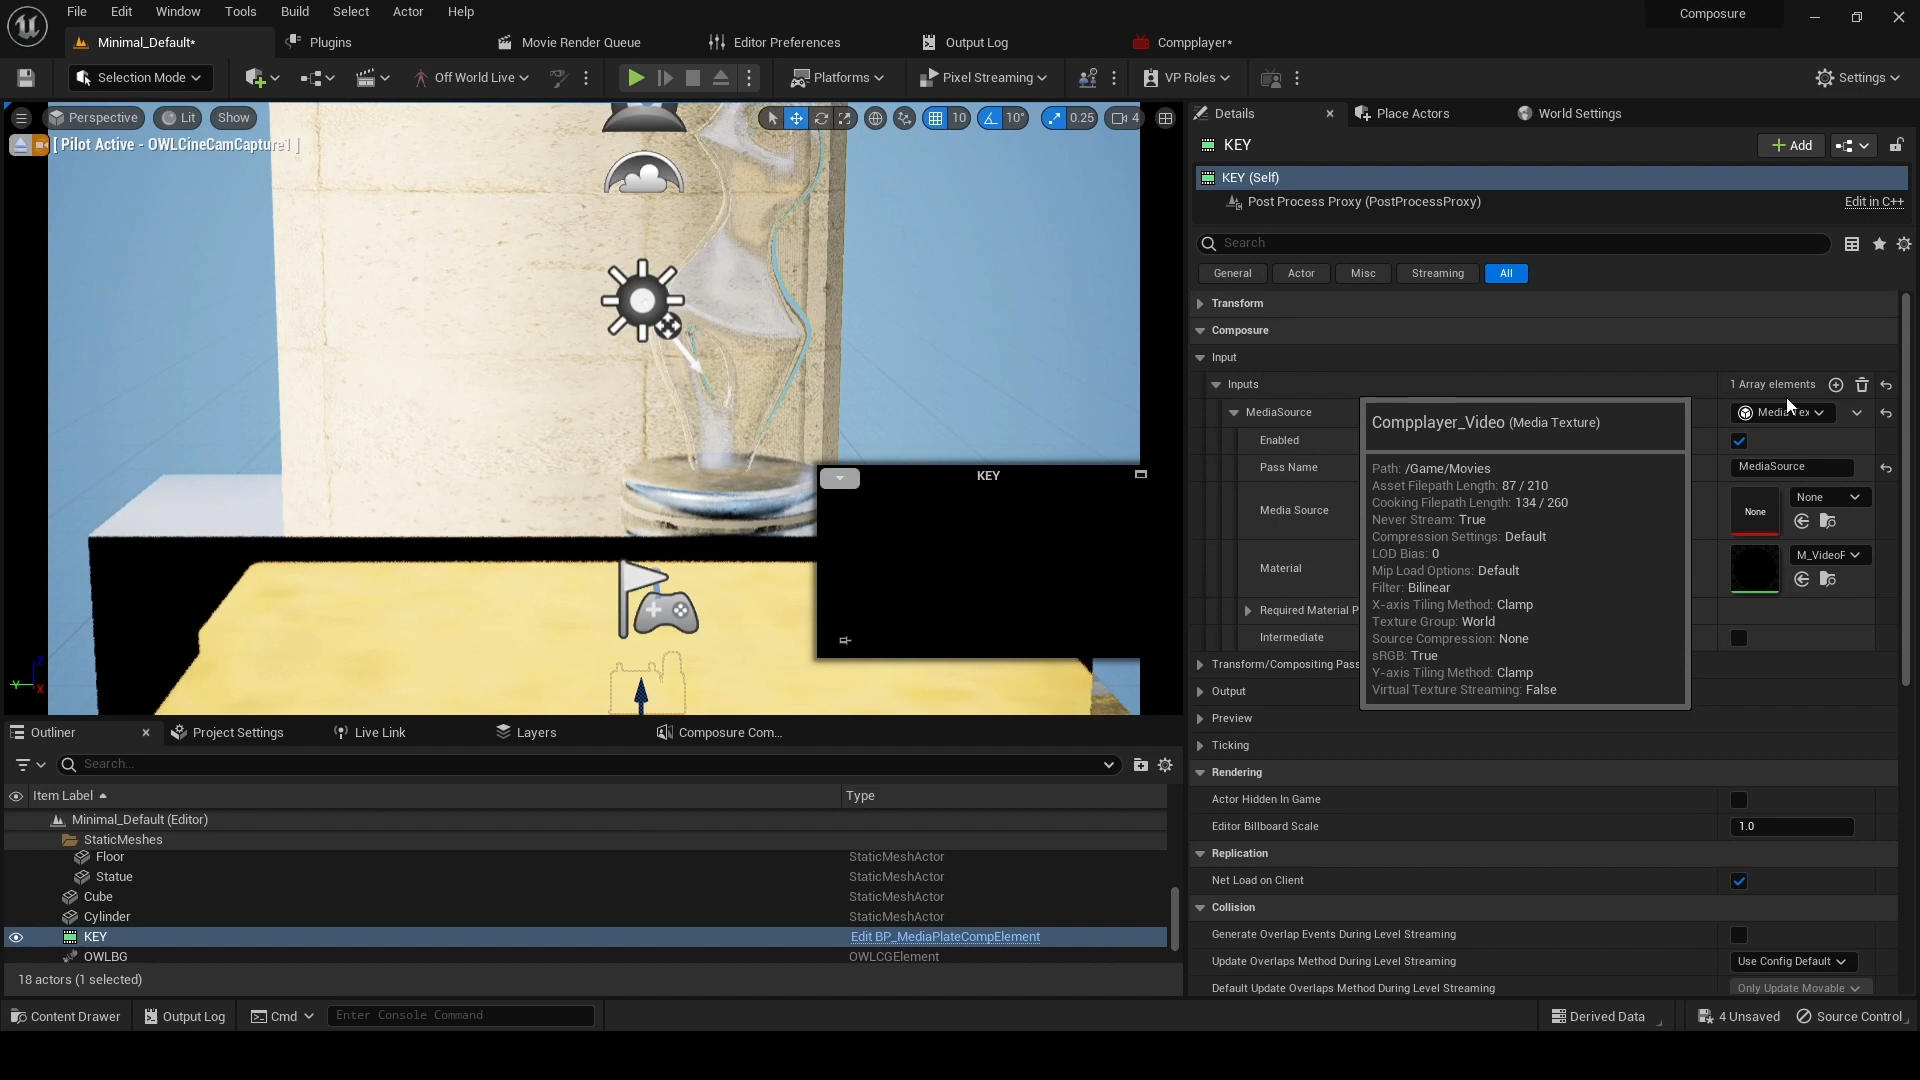 File Edit Window Tools Build Select Actor Help
Composure
Minimal_Default*
Plugins
Movie Render Queue
Editor Preferences
Output Log
Compplayer*
Selection Mode
Off World Live
Platforms
Pixel Streaming
VP Roles
Settings
Perspective
Lit
Show
10
10°
0.25
4
[ Pilot Active - OWLCineCamCapture1 ]
KEY
Details
Place Actors
World Settings
KEY
Add
KEY (Self)
Post Process Proxy (PostProcessProxy)
Edit in C++
Search
General
Actor
Misc
Streaming
All
Transform
Composure
Input
Inputs
1 Array elements
MediaSource
Media Tex
Enabled
Pass Name
MediaSource
Media Source
None
None
Material
M_VideoF
Required Material P
Intermediate
Transform/Compositing Pass
Output
Preview
Ticking
Rendering
Actor Hidden In Game
Editor Billboard Scale
1.0
Replication
Net Load on Client
Collision
Generate Overlap Events During Level Streaming
Update Overlaps Method During Level Streaming
Use Config Default
Default Update Overlaps Method During Level Streaming
Only Update Movable
Compplayer_Video (Media Texture)
Path: /Game/Movies
Asset Filepath Length: 87 / 210
Cooking Filepath Length: 134 / 260
Never Stream: True
Compression Settings: Default
LOD Bias: 0
Mip Load Options: Default
Filter: Bilinear
X-axis Tiling Method: Clamp
Texture Group: World
Source Compression: None
sRGB: True
Y-axis Tiling Method: Clamp
Virtual Texture Streaming: False
Z
Y
X
Outliner
Project Settings
Live Link
Layers
Composure Com...
Search...
Item Label
Type
Minimal_Default (Editor)
StaticMeshes
Floor StaticMeshActor
Statue StaticMeshActor
Cube StaticMeshActor
Cylinder StaticMeshActor
KEY Edit BP_MediaPlateCompElement
OWLBG OWLCGElement
18 actors (1 selected)
Content Drawer
Output Log
Cmd
Enter Console Command
Derived Data
4 Unsaved
Source Control